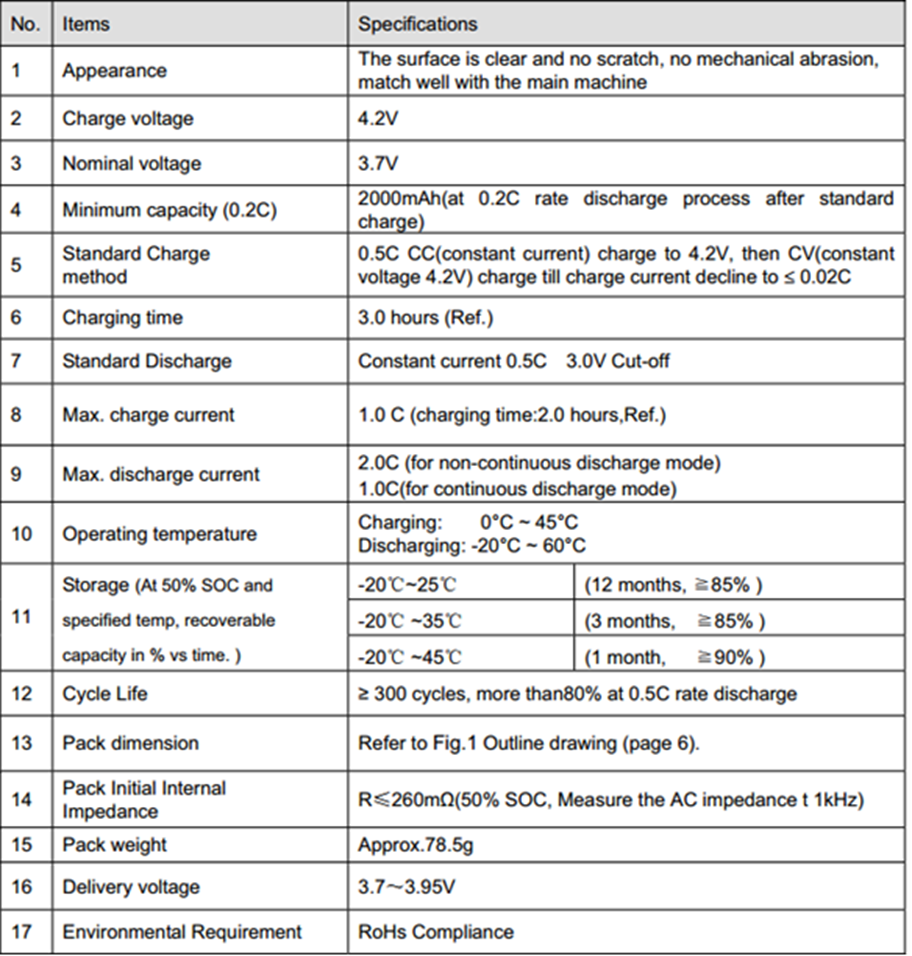 No. Items Specifications
1 Appearance The surface is clear and no scratch, no mechanical abrasion,
match well with the main machine
2 Charge voltage 4.2V
3 Nominal voltage 3.7V
4 Minimum capacity (0.2C) 2000mAh(at 0.2C rate discharge process after standard
charge)
5 Standard Charge
method 0.5C CC(constant current) charge to 4.2V, then CV(constant
voltage 4.2V) charge till charge current decline to ≤ 0.02C
6 Charging time 3.0 hours (Ref.)
7 Standard Discharge Constant current 0.5C 3.0V Cut-off
8 Max. charge current 1.0 C (charging time:2.0 hours,Ref.)
9 Max. discharge current 2.0C (for non-continuous discharge mode)
1.0C(for continuous discharge mode)
10 Operating temperature Charging: 0°C ~ 45°C
Discharging: -20°C ~ 60°C
11 Storage (At 50% SOC and
specified temp, recoverable
capacity in % vs time. )
-20℃~25℃ (12 months, ≧85% )
-20℃ ~35℃ (3 months, ≧85% )
-20℃ ~45℃ (1 month, ≧90% )
12 Cycle Life ≥ 300 cycles, more than80% at 0.5C rate discharge
13 Pack dimension Refer to Fig.1 Outline drawing (page 6).
14 Pack Initial Internal
Impedance R≦260mΩ(50% SOC, Measure the AC impedance t 1kHz)
15 Pack weight Approx.78.5g
16 Delivery voltage 3.7～3.95V
17 Environmental Requirement RoHs Compliance